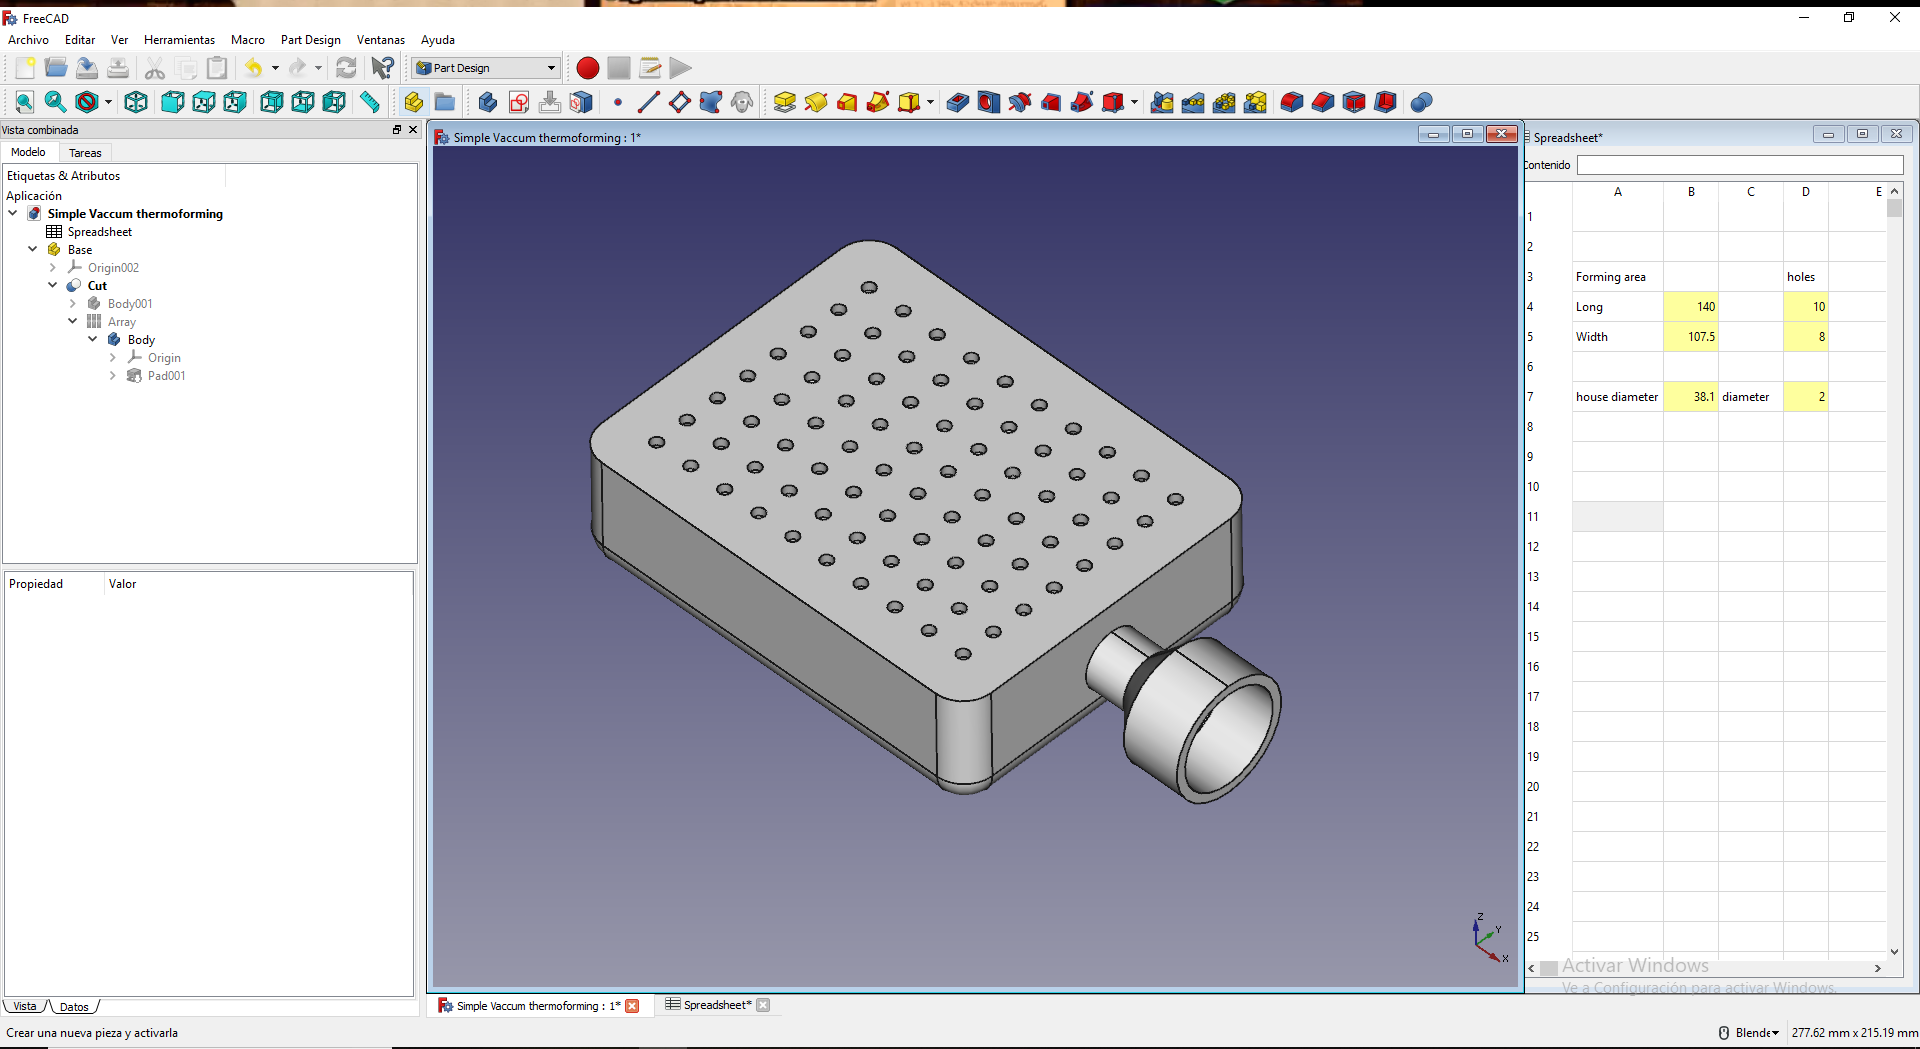 FreeCAD
Archivo Editar Ver Herramientas Macro Part Design Ventanas Ayuda
Part Design
Vista combinada
Modelo Tareas
Etiquetas & Atributos
Aplicación
Simple Vaccum thermoforming
Spreadsheet
Base
Origin002
Cut
Body001
Array
Body
Origin
Pad001
Propiedad Valor
Vista Datos
Simple Vaccum thermoforming : 1*
Z
Y
X
Spreadsheet*
Contenido
A B C D E
1
2
3 Forming area holes
4 Long 140 10
5 Width 107.5 8
6
7 house diameter 38.1 diameter 2
8
9
10
11
12
13
14
15
16
17
18
19
20
21
22
23
24
25
Activar Windows
Ve a Configuración para activar Windows.
Simple Vaccum thermoforming : 1* Spreadsheet*
Crear una nueva pieza y activarla
277.62 mm x 215.19 mm